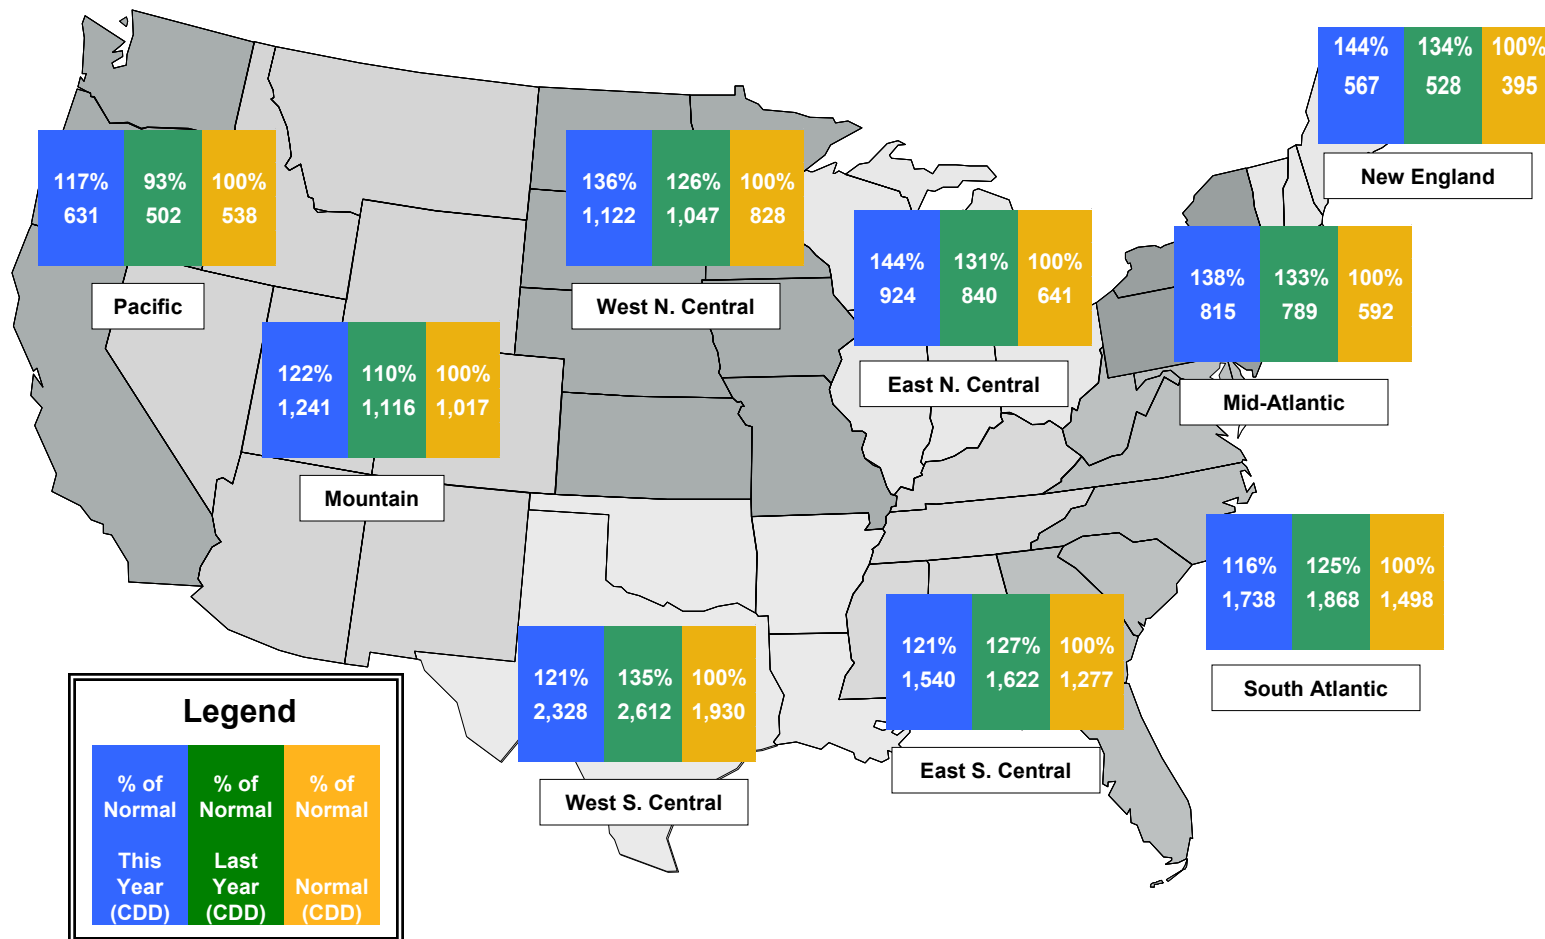 144% 134% 100%
567 528 395
New England
117% 93% 100%
631 502 538
Pacific
136% 126% 100%
1,122 1,047 828
West N. Central
144% 131% 100%
924 840 641
East N. Central
138% 133% 100%
815 789 592
Mid-Atlantic
122% 110% 100%
1,241 1,116 1,017
Mountain
116% 125% 100%
1,738 1,868 1,498
South Atlantic
121% 135% 100%
2,328 2,612 1,930
West S. Central
121% 127% 100%
1,540 1,622 1,277
East S. Central
Legend
% of
Normal
This
Year
(CDD)
% of
Normal
Last
Year
(CDD)
% of
Normal
Normal
(CDD)